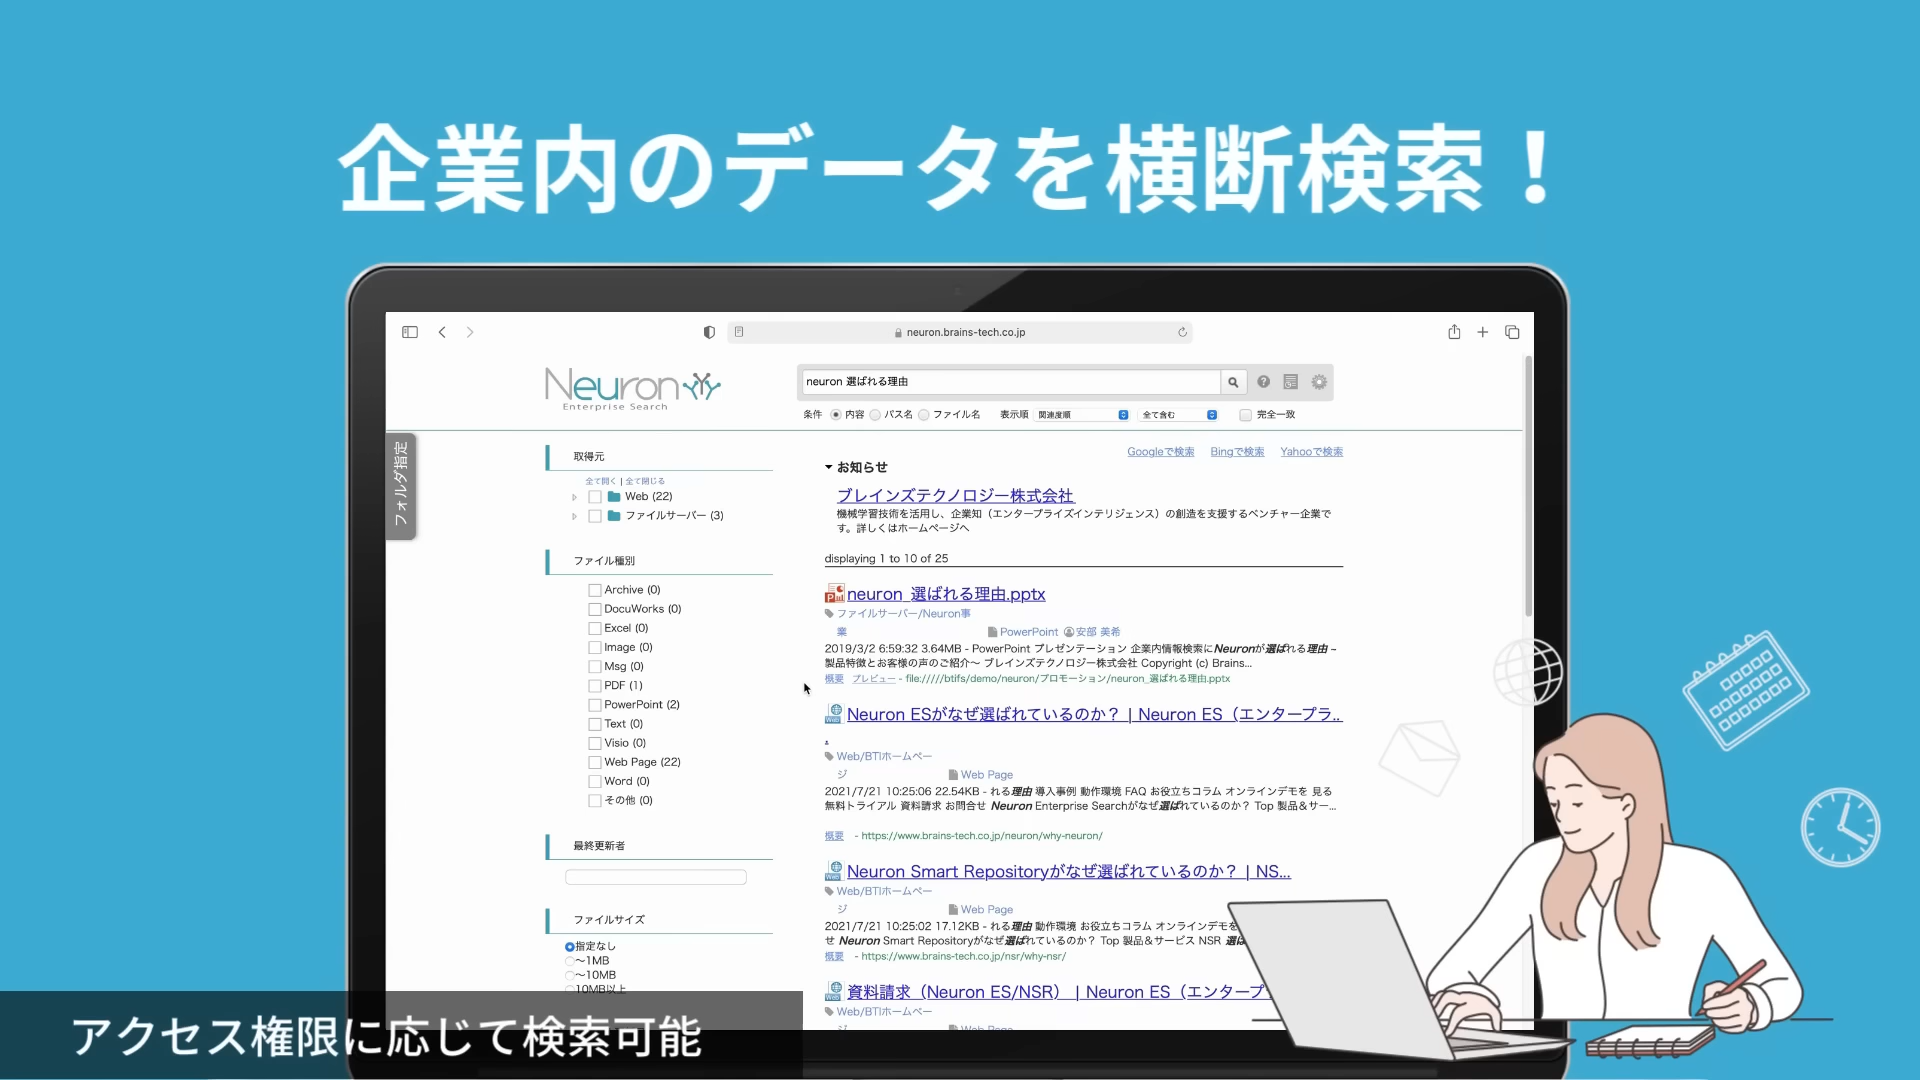 企業内のデータを横断検索！
neuron.brains-tech.co.jp
Neuron
Enterprise Search
neuron 選ばれる理由
条件 内容 パス名 ファイル名 表示順 関連度順 全て含む 完全一致
フォルダ指定
取得元
全て開く | 全て閉じる
Web (22)
ファイルサーバー (3)
ファイル種別
Archive (0)
DocuWorks (0)
Excel (0)
Image (0)
Msg (0)
PDF (1)
PowerPoint (2)
Text (0)
Visio (0)
Web Page (22)
Word (0)
その他 (0)
最終更新者
ファイルサイズ
指定なし
〜1MB
〜10MB
10MB以上
Googleで検索 Bingで検索 Yahooで検索
お知らせ
ブレインズテクノロジー株式会社
機械学習技術を活用し、企業知（エンタープライズインテリジェンス）の創造を支援するベンチャー企業で
す。詳しくはホームページへ
displaying 1 to 10 of 25
neuron_選ばれる理由.pptx
ファイルサーバー/Neuron事
業 PowerPoint 安部 美希
2019/3/2 6:59:32 3.64MB - PowerPoint プレゼンテーション 企業内情報検索にNeuronが選ばれる理由 ~
製品特徴とお客様の声のご紹介〜 ブレインズテクノロジー株式会社 Copyright (c) Brains...
概要 プレビュー - file://///btifs/demo/neuron/プロモーション/neuron_選ばれる理由.pptx
Neuron ESがなぜ選ばれているのか？ | Neuron ES（エンタープラ..
.
Web/BTIホームペー
ジ Web Page
2021/7/21 10:25:06 22.54KB - れる理由 導入事例 動作環境 FAQ お役立ちコラム オンラインデモを 見る
無料トライアル 資料請求 お問合せ Neuron Enterprise Searchがなぜ選ばれているのか？ Top 製品＆サー...
概要 - https://www.brains-tech.co.jp/neuron/why-neuron/
Neuron Smart Repositoryがなぜ選ばれているのか？ | NS...
Web/BTIホームペー
ジ Web Page
2021/7/21 10:25:02 17.12KB - れる理由 動作環境 お役立ちコラム オンラインデモを
せ Neuron Smart Repositoryがなぜ選ばれているのか？ Top 製品＆サービス NSR 選ば
概要 - https://www.brains-tech.co.jp/nsr/why-nsr/
資料請求（Neuron ES/NSR） | Neuron ES（エンタープ
Web/BTIホームペー
ジ Web Page
アクセス権限に応じて検索可能